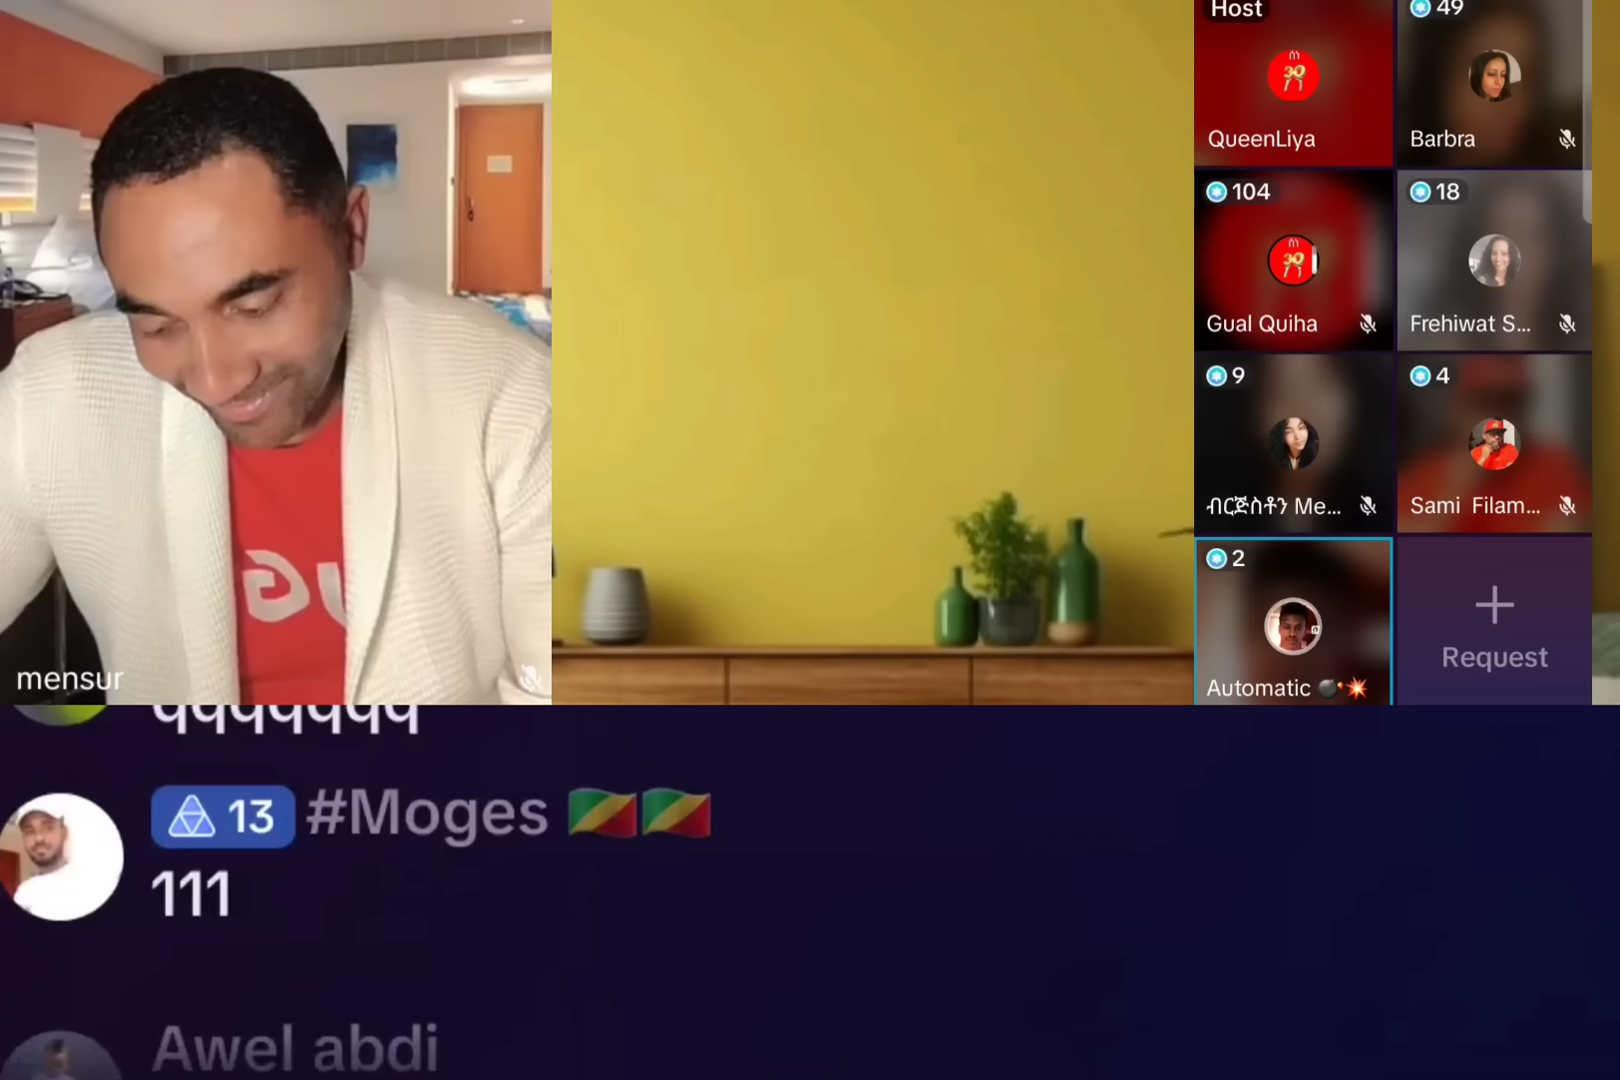 Host
QueenLiya
49
Barbra
104
Gual Quiha
18
Frehiwat S...
9
ብርጅስቶን Me...
4
Sami Filam...
2
Automatic
Request
mensur
13 #Moges
111
Awel abdi